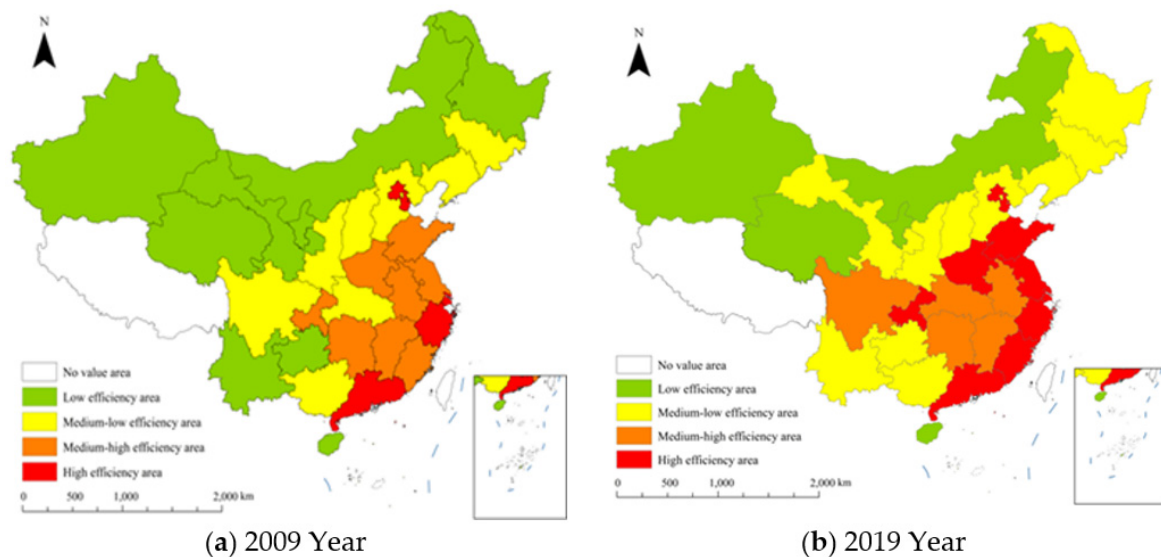 N
No value area
Low efficiency area
Medium-low efficiency area
Medium-high efficiency area
High efficiency area
0 500 1,000 2,000 km
(a) 2009 Year
N
No value area
Low efficiency area
Medium-low efficiency area
Medium-high efficiency area
High efficiency area
0 500 1,000 2,000 km
(b) 2019 Year